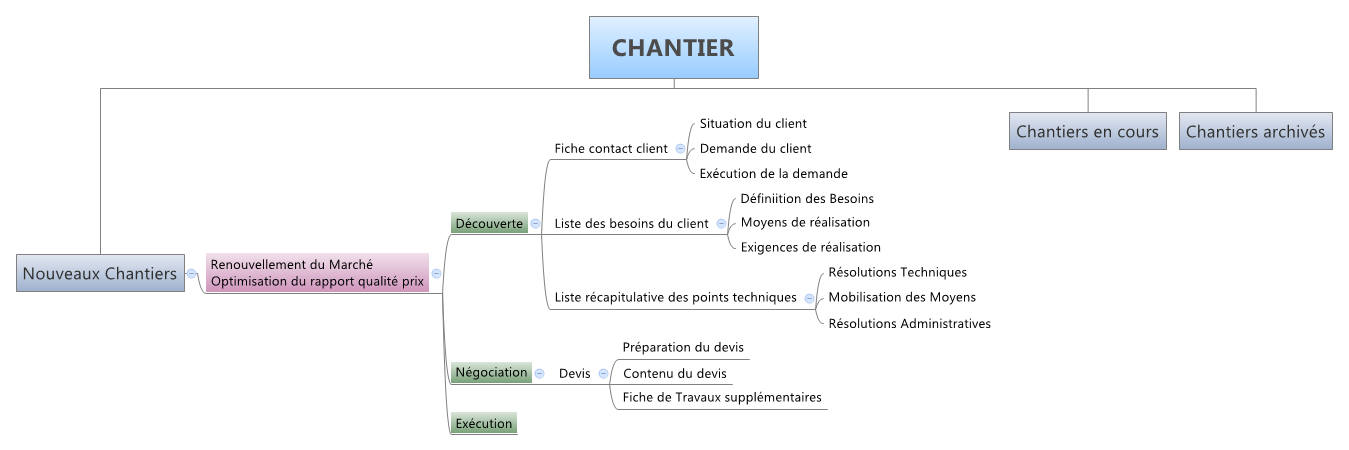 CHANTIER
Chantiers en cours
Chantiers archivés
Nouveaux Chantiers
Renouvellement du Marché
Optimisation du rapport qualité prix
Découverte
Fiche contact client
Situation du client
Demande du client
Exécution de la demande
Liste des besoins du client
Définiition des Besoins
Moyens de réalisation
Exigences de réalisation
Liste récapitulative des points techniques
Résolutions Techniques
Mobilisation des Moyens
Résolutions Administratives
Négociation
Devis
Préparation du devis
Contenu du devis
Fiche de Travaux supplémentaires
Exécution